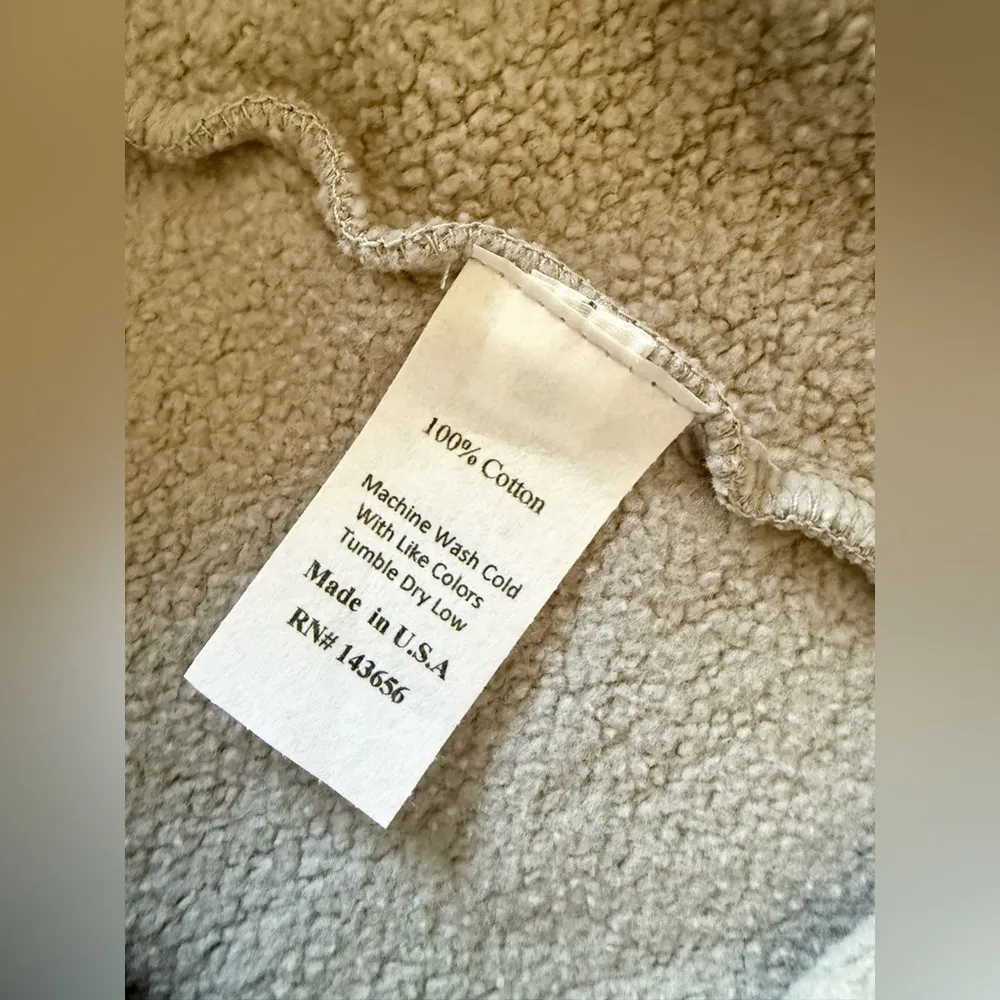 100% Cotton
Machine Wash Cold
With Like Colors
Tumble Dry Low
Made in U.S.A
RN# 143656